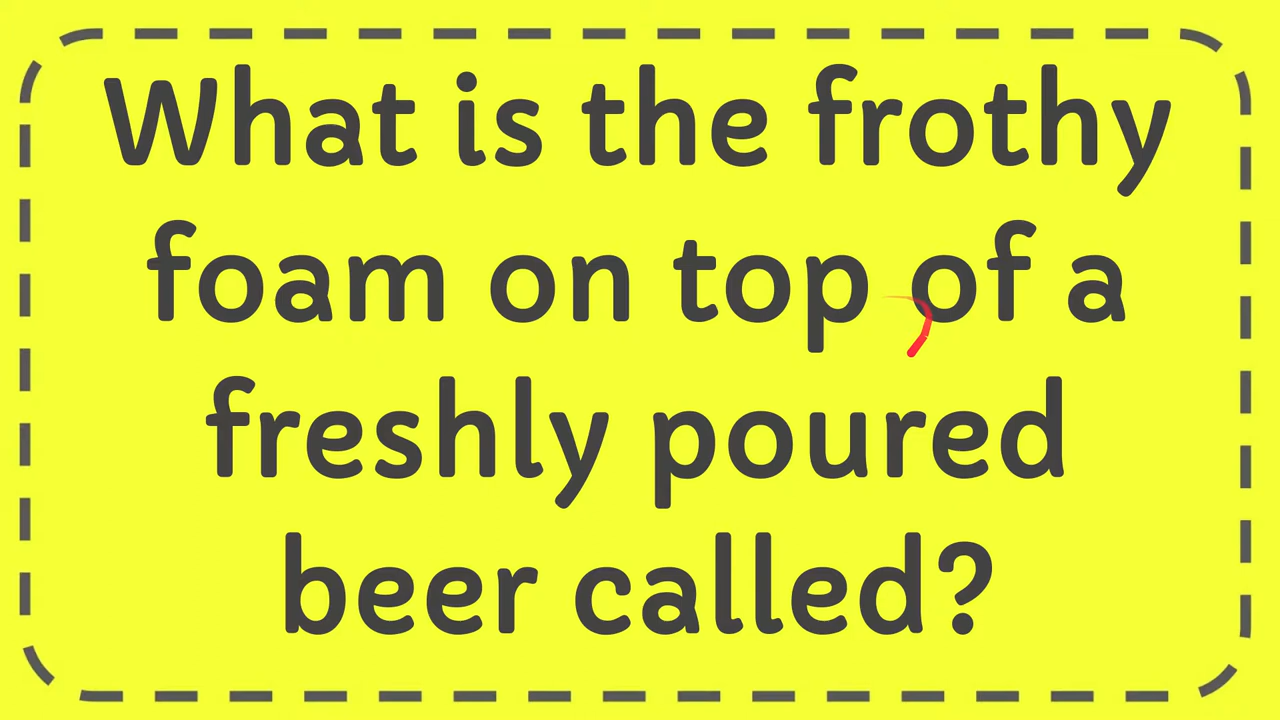 What is the frothy
foam on top of a
freshly poured
beer called?